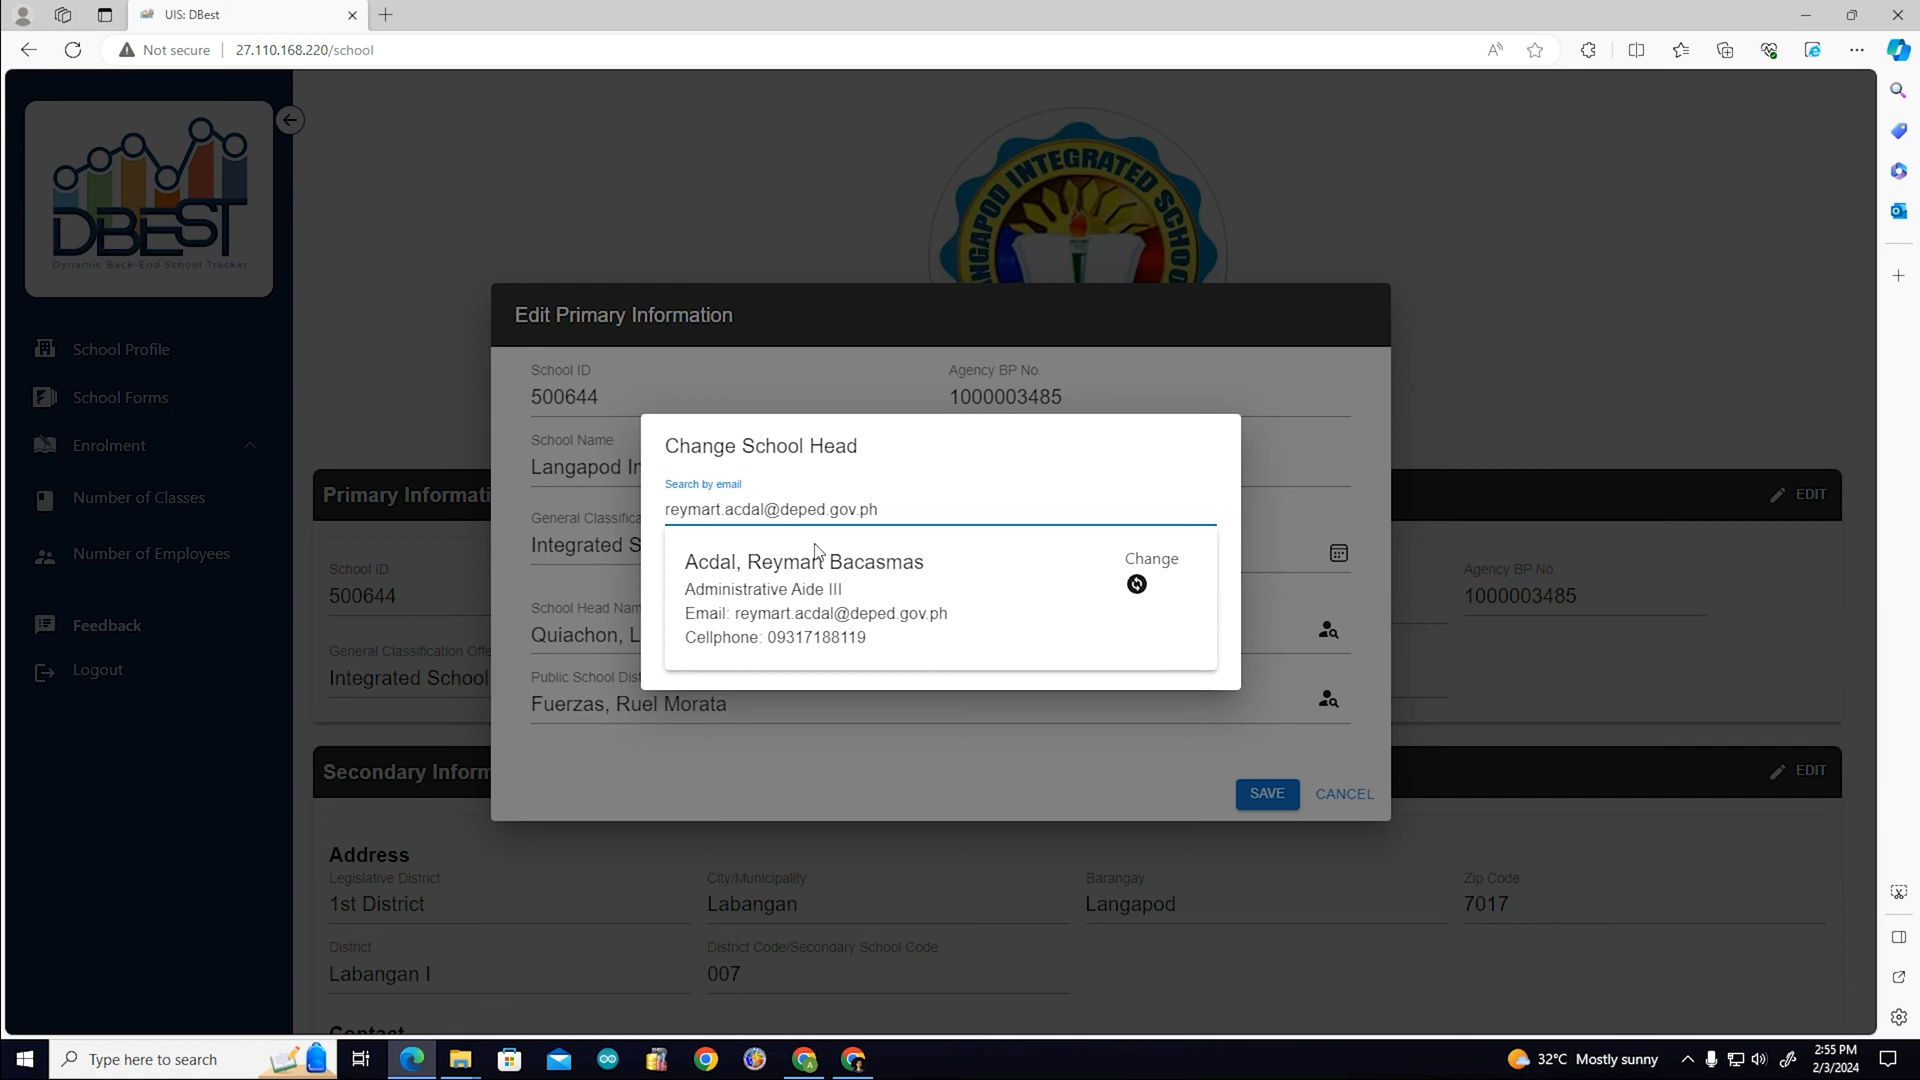 UIS: DBest
Not secure
27.110.168.220/school
DBEST
Dynamic Back-End School Tracker
School Profile
School Forms
Enrolment
Number of Classes
Number of Employees
Feedback
Logout
INTEGRATED
Primary Informati
EDIT
School ID
500644
General Classification Offe
Integrated School
Agency BP No.
1000003485
Edit Primary Information
School ID
500644
Agency BP No.
1000003485
School Name
Langapod In
General Classifica
Integrated S
School Head Nam
Quiachon, L
Public School Dist
Fuerzas, Ruel Morata
SAVE
CANCEL
Change School Head
Search by email
reymart.acdal@deped.gov.ph
Acdal, Reymart Bacasmas
Change
Administrative Aide III
Email: reymart.acdal@deped.gov.ph
Cellphone: 09317188119
Secondary Inform
EDIT
Address
Legislative District
1st District
City/Municipality
Labangan
Barangay
Langapod
Zip Code
7017
District
Labangan I
District Code/Secondary School Code
007
Contact
Type here to search
32°C Mostly sunny
2:55 PM
2/3/2024